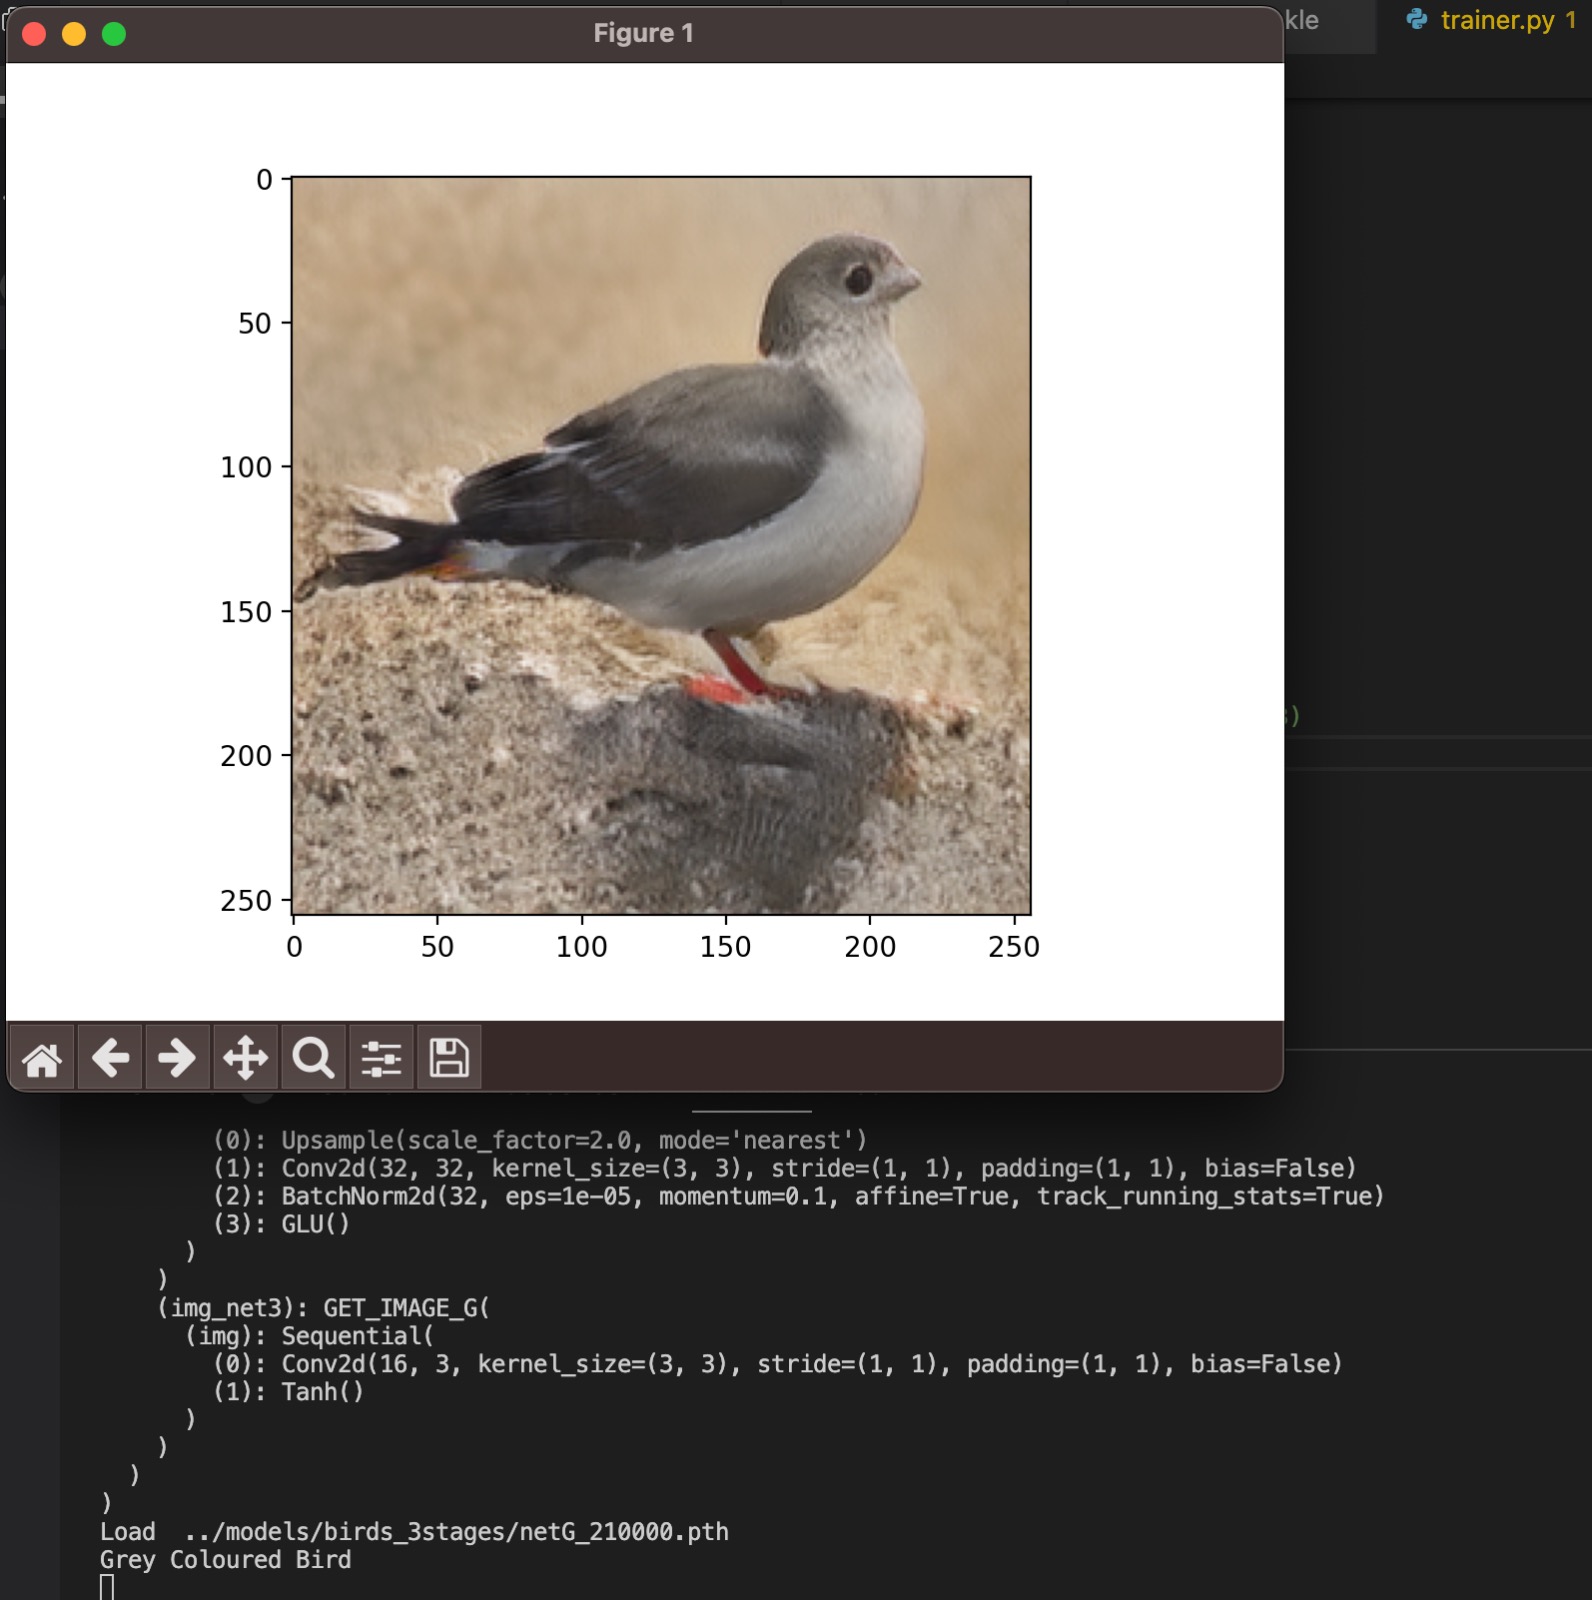 Figure 1
kle
trainer.py 1
0
50
100
150
200
250
0 50 100 150 200 250
)
(0): Upsample(scale_factor=2.0, mode='nearest')
(1): Conv2d(32, 32, kernel_size=(3, 3), stride=(1, 1), padding=(1, 1), bias=False)
(2): BatchNorm2d(32, eps=1e-05, momentum=0.1, affine=True, track_running_stats=True)
(3): GLU()
)
)
(img_net3): GET_IMAGE_G(
(img): Sequential(
(0): Conv2d(16, 3, kernel_size=(3, 3), stride=(1, 1), padding=(1, 1), bias=False)
(1): Tanh()
)
)
)
)
Load ../models/birds_3stages/netG_210000.pth
Grey Coloured Bird